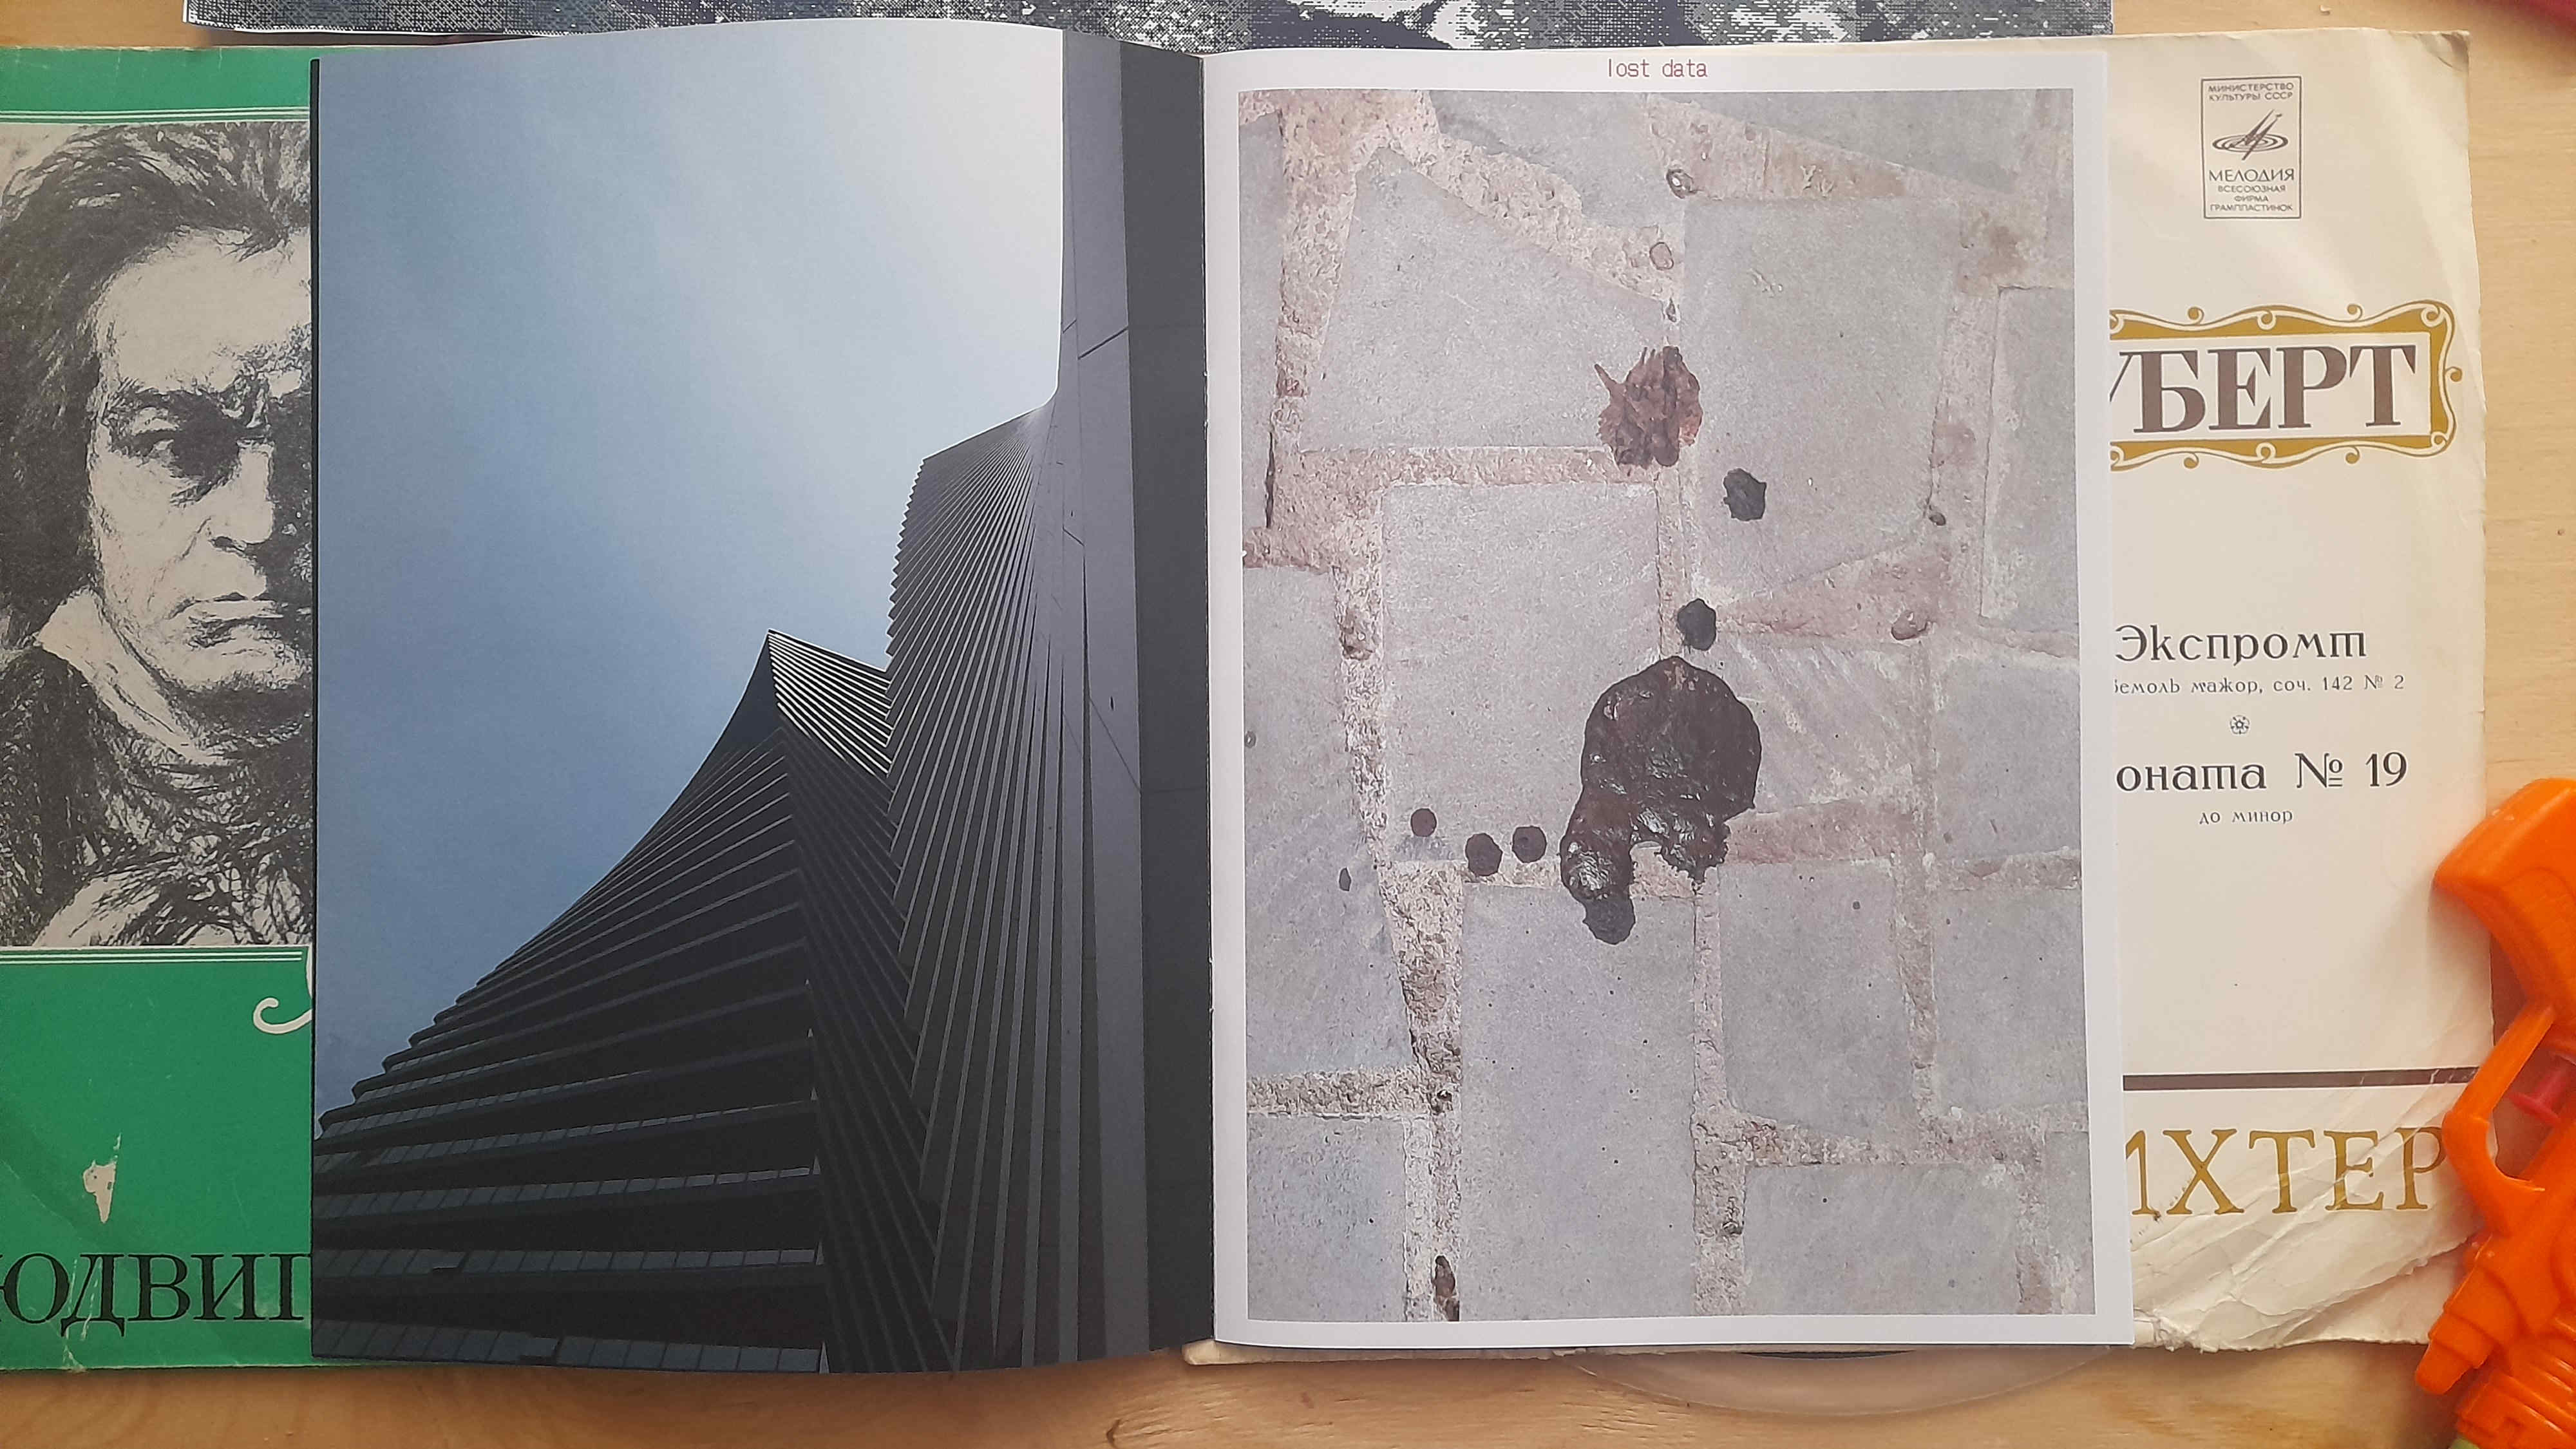 lost data
МИНИСТЕРСТВО
КУЛЬТУРЫ СССР
МЕЛОДИЯ
ВСЕСОЮЗНАЯ
ФИРМА
ГРАМПЛАСТИНОК
УБЕРТ
Экспромт
бемоль мажор, соч. 142 № 2
оната № 19
до минор
ИХТЕР
ЮДВИГ